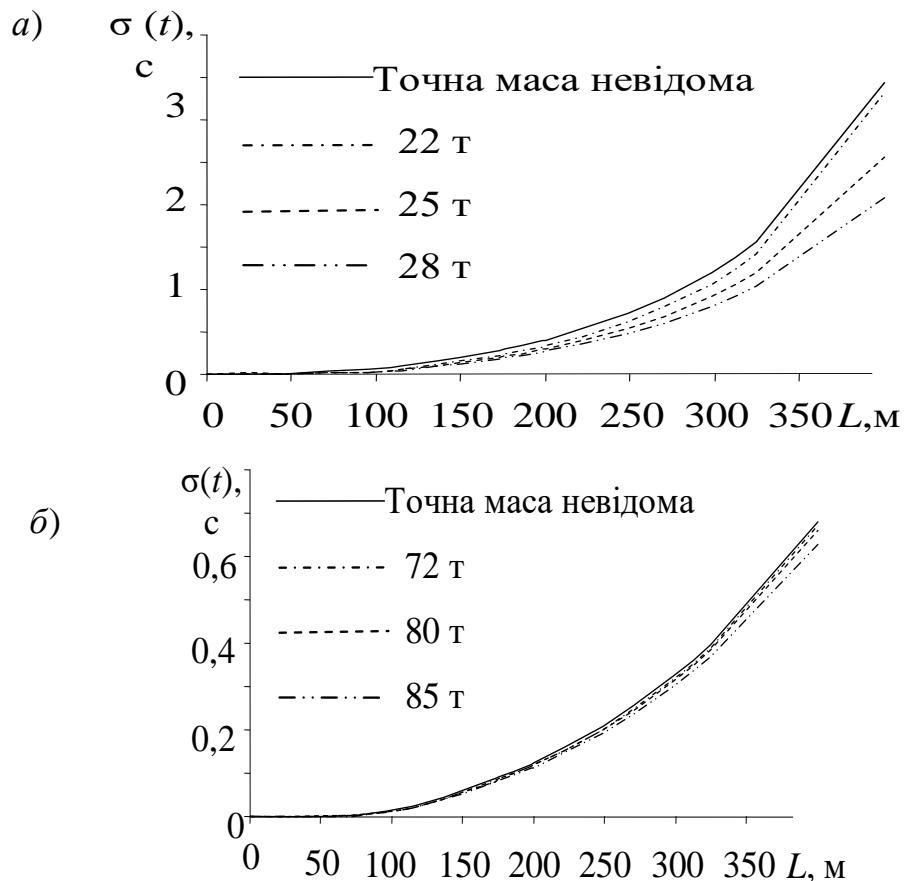 а) σ (t),
с
Точна маса невідома
22 т
25 т
28 т
3
2
1
0
0 50 100 150 200 250 300 350 L,м
б) σ(t),
с
Точна маса невідома
72 т
80 т
85 т
0,6
0,4
0,2
0
0 50 100 150 200 250 300 350 L, м